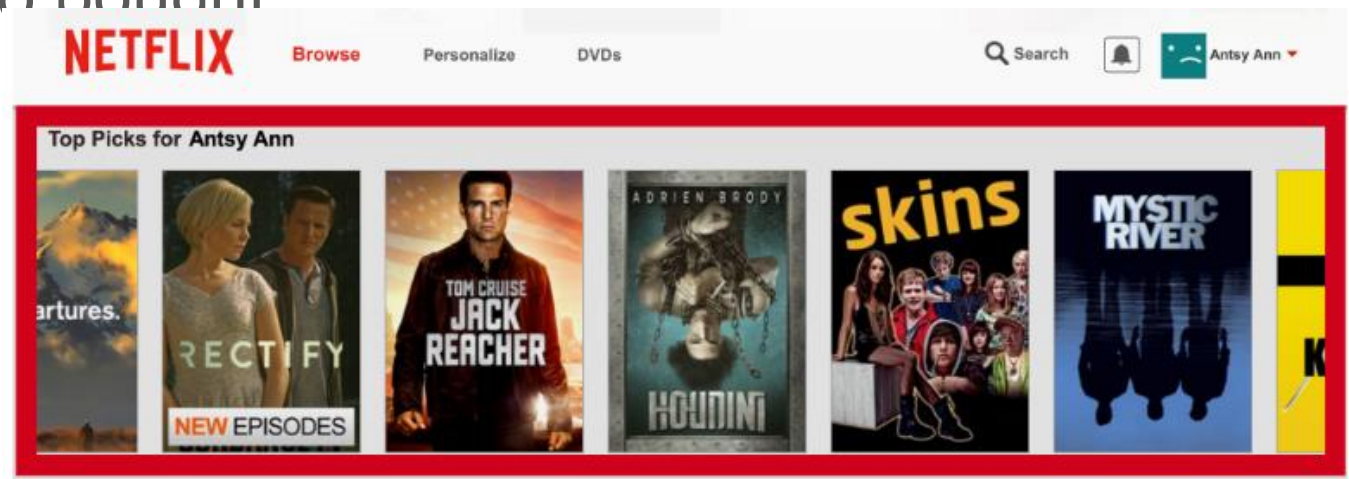 NETFLIX Browse Personalize DVDs Search Antsy Ann
Top Picks for Antsy Ann
artures.
RECTIFY
NEW EPISODES
TOM CRUISE
JACK
REACHER
ADRIEN BRODY
HOUDINI
skins
MYSTIC
RIVER
K